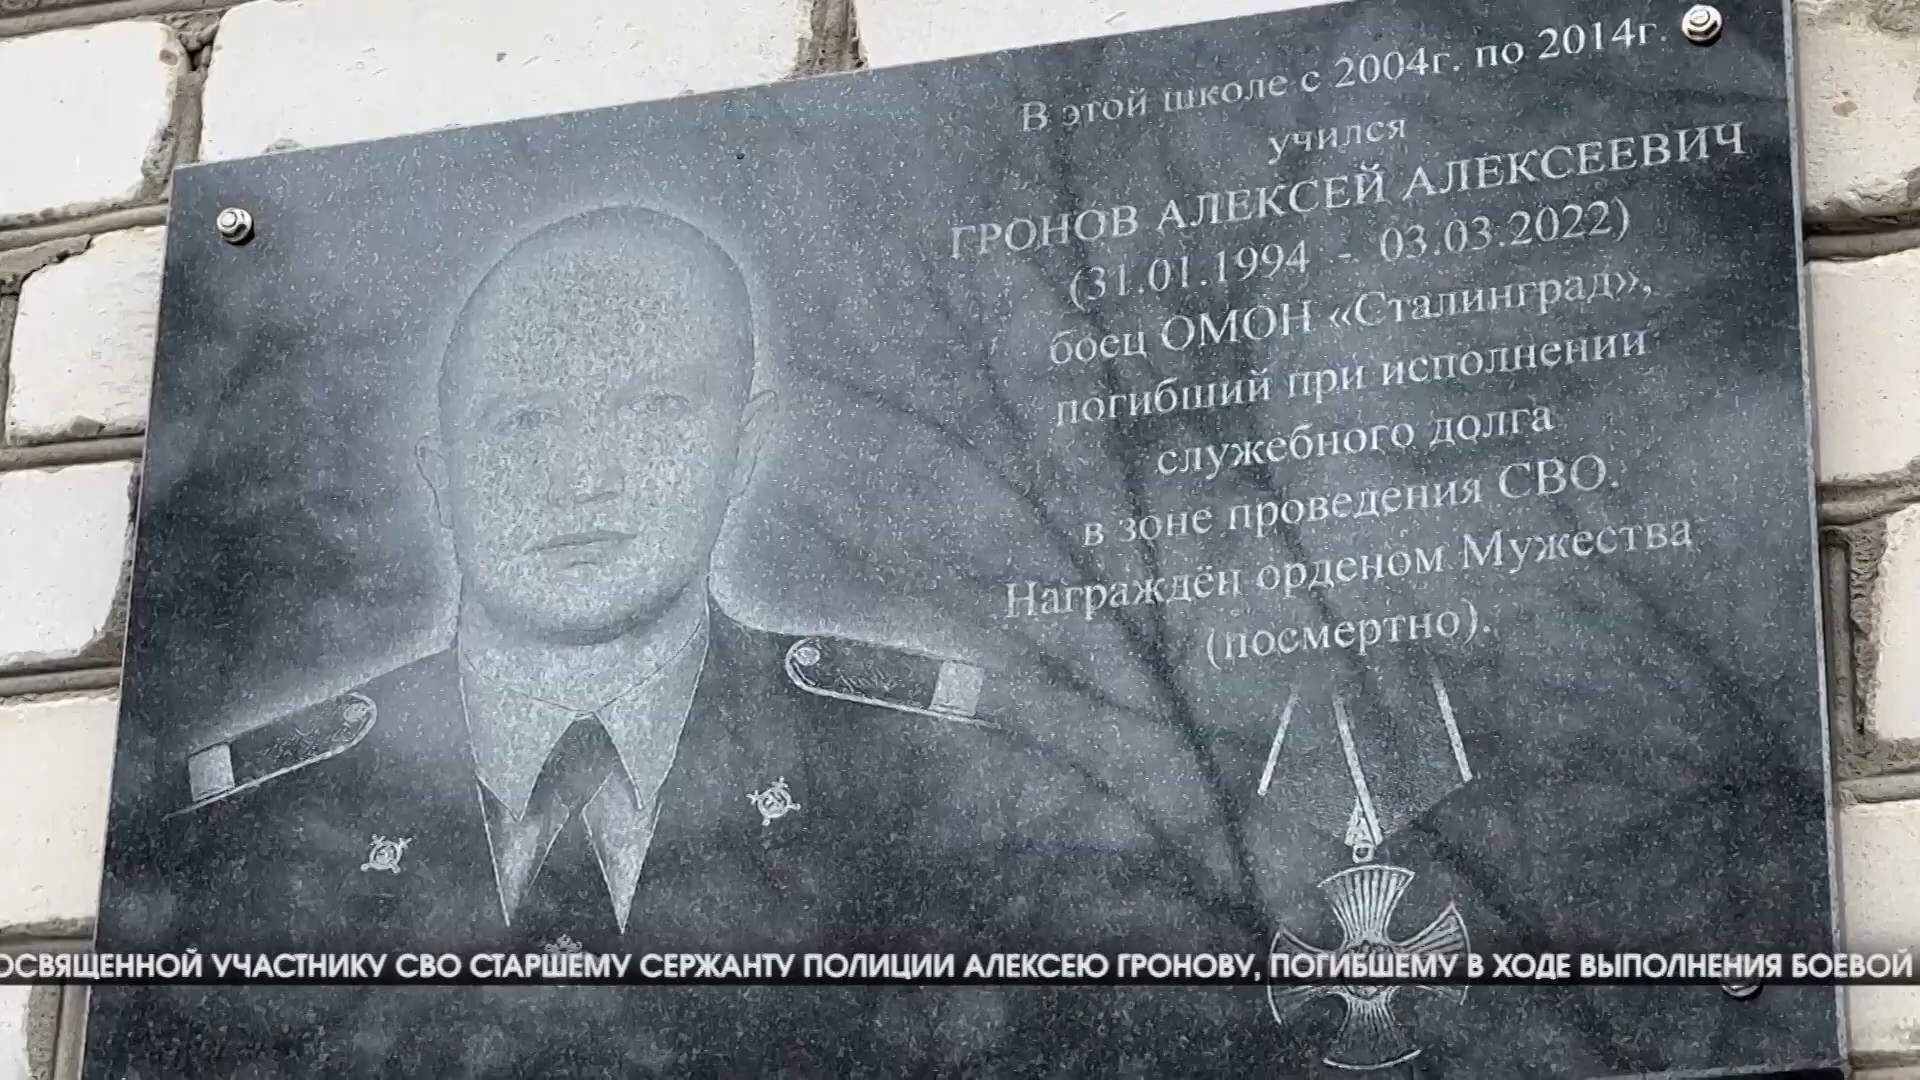 В этой школе с 2004г. по 2014г.
учился
ГРОНОВ АЛЕКСЕЙ АЛЕКСЕЕВИЧ
(31.01.1994 - 03.03.2022)
боец ОМОН «Сталинград»,
погибший при исполнении
служебного долга
в зоне проведения СВО.
Награждён орденом Мужества
(посмертно).
ОСВЯЩЕННОЙ УЧАСТНИКУ СВО СТАРШЕМУ СЕРЖАНТУ ПОЛИЦИИ АЛЕКСЕЮ ГРОНОВУ, ПОГИБШЕМУ В ХОДЕ ВЫПОЛНЕНИЯ БОЕВОЙ